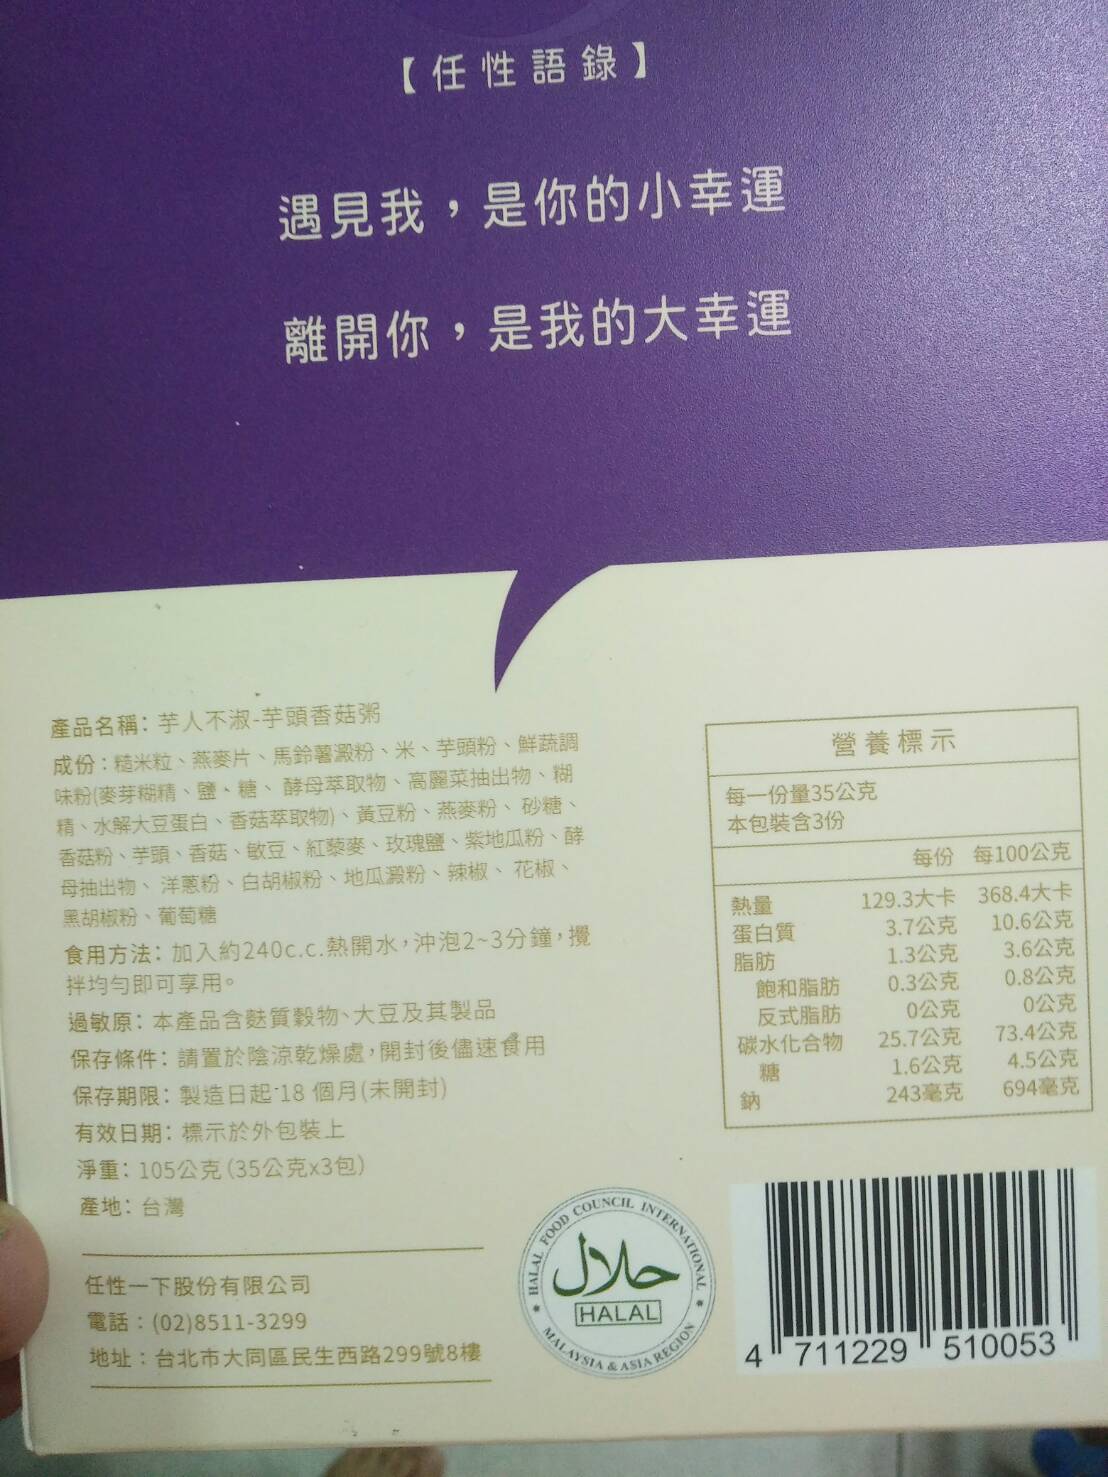 【任性語錄】
遇見我，是你的小幸運
離開你，是我的大幸運
產品名稱：芋人不淑-芋頭香菇粥
成份：糙米粒、燕麥片、馬鈴薯澱粉、米、芋頭粉、鮮蔬調
味粉(麥芽糊精、鹽、糖、酵母萃取物、高麗菜抽出物、糊
精、水解大豆蛋白、香菇萃取物)、黃豆粉、燕麥粉、砂糖、
香菇粉、芋頭、香菇、敏豆、紅藜麥、玫瑰鹽、紫地瓜粉、酵
母抽出物、洋蔥粉、白胡椒粉、地瓜澱粉、辣椒、花椒、
黑胡椒粉、葡萄糖
食用方法：加入約240c.c.熱開水，沖泡2~3分鐘，攪
拌均勻即可享用。
過敏原：本產品含麩質穀物、大豆及其製品
保存條件：請置於陰涼乾燥處，開封後儘速食用
保存期限：製造日起18個月(未開封)
有效日期：標示於外包裝上
淨重：105公克(35公克x3包)
產地：台灣
任性一下股份有限公司
電話：(02)8511-3299
地址：台北市大同區民生西路299號8樓
營養標示
每一份量35公克
本包裝含3份
每份 每100公克
熱量 129.3大卡 368.4大卡
蛋白質 3.7公克 10.6公克
脂肪 1.3公克 3.6公克
飽和脂肪 0.3公克 0.8公克
反式脂肪 0公克 0公克
碳水化合物 25.7公克 73.4公克
糖 1.6公克 4.5公克
鈉 243毫克 694毫克
HALAL FOOD COUNCIL INTERNATIONAL
حلال
HALAL
MALAYSIA & ASIA REGION
4 711229 510053